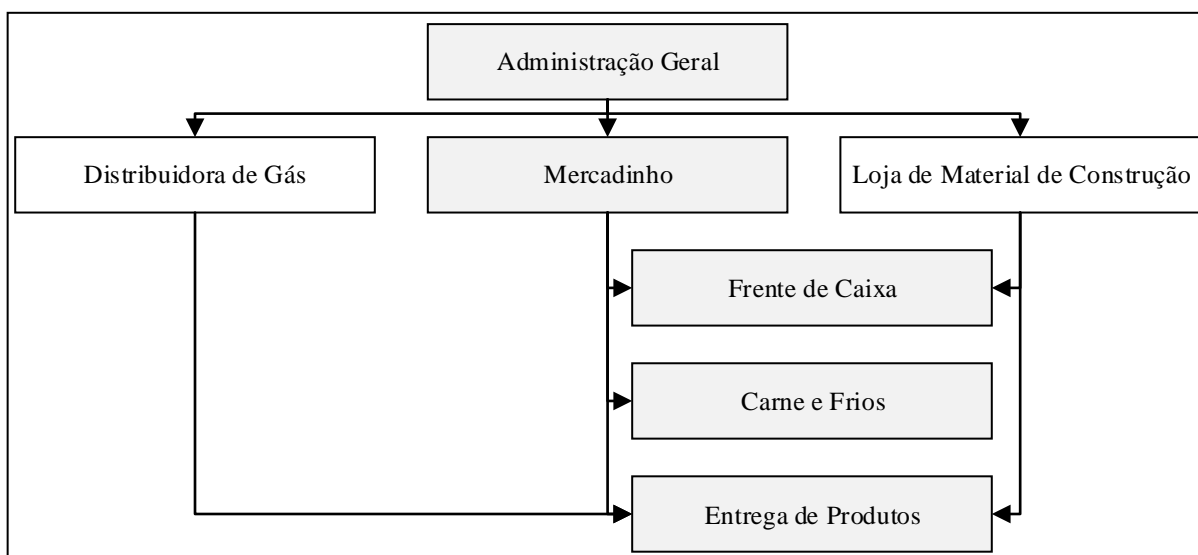 Administração Geral
Distribuidora de Gás
Mercadinho
Loja de Material de Construção
Frente de Caixa
Carne e Frios
Entrega de Produtos